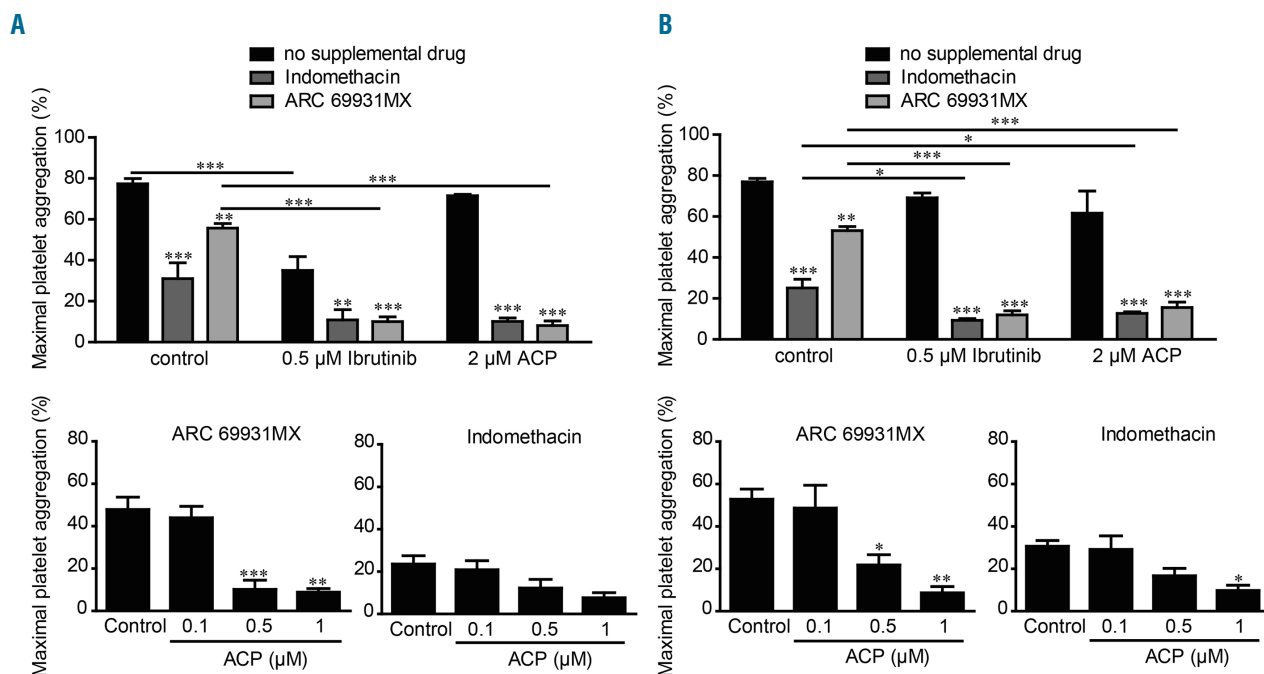 A
no supplemental drug
Indomethacin
ARC 69931MX
Maximal platelet aggregation (%)
100
80
60
40
20
0
***
***
***
***
**
**
***
***
***
control
0.5 µM Ibrutinib
2 µM ACP
Maximal platelet aggregation (%)
ARC 69931MX
80
60
40
20
0
***
**
Control
0.1
0.5
1
ACP (µM)
Indomethacin
80
60
40
20
0
Control
0.1
0.5
1
ACP (µM)
B
no supplemental drug
Indomethacin
ARC 69931MX
Maximal platelet aggregation (%)
100
80
60
40
20
0
***
*
***
*
***
**
***
***
***
***
control
0.5 µM Ibrutinib
2 µM ACP
Maximal platelet aggregation (%)
ARC 69931MX
80
60
40
20
0
*
**
Control
0.1
0.5
1
ACP (µM)
Indomethacin
80
60
40
20
0
*
Control
0.1
0.5
1
ACP (µM)